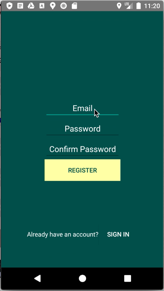 11:20
Email
Password
Confirm Password
REGISTER
Already have an account? SIGN IN